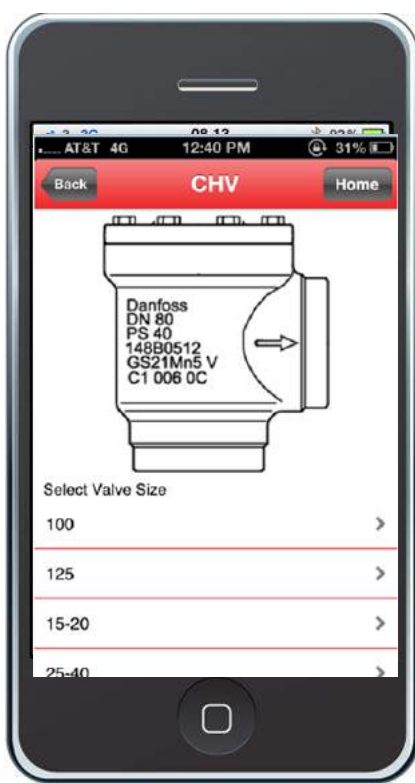 AT&T 4G 12:40 PM 31%
Back CHV Home
Danfoss
DN 80
PS 40
148B0512
GS21Mn5 V
C1 006 0C
Select Valve Size
100
125
15-20
25-40